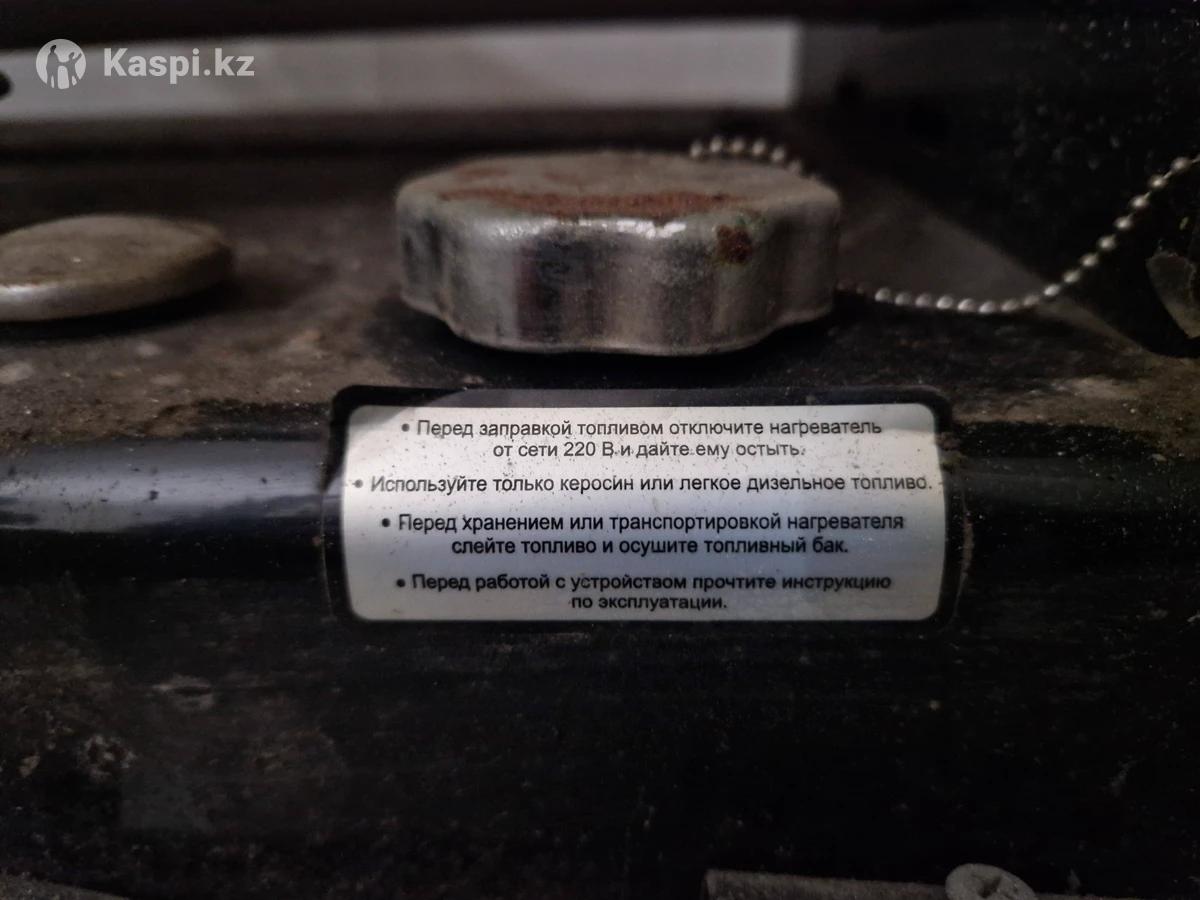 Kaspi.kz
• Перед заправкой топливом отключите нагреватель
от сети 220 В и дайте ему остыть.
• Используйте только керосин или легкое дизельное топливо.
• Перед хранением или транспортировкой нагревателя
слейте топливо и осушите топливный бак.
• Перед работой с устройством прочтите инструкцию
по эксплуатации.